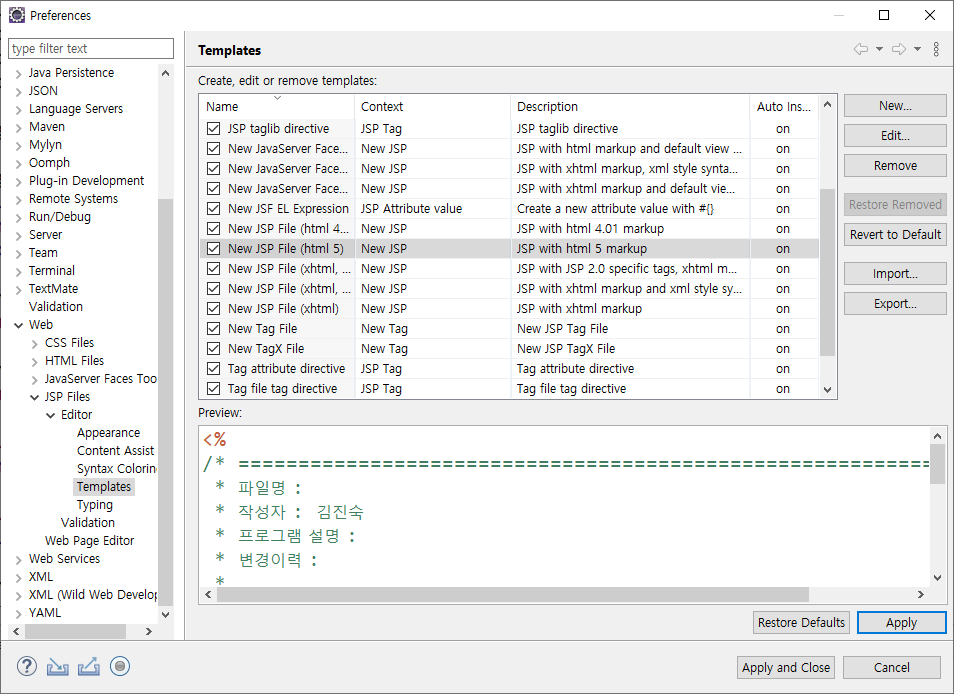 Preferences
type filter text
Java Persistence
JSON
Language Servers
Maven
Mylyn
Oomph
Plug-in Development
Remote Systems
Run/Debug
Server
Team
Terminal
TextMate
Validation
Web
CSS Files
HTML Files
JavaServer Faces Too
JSP Files
Editor
Appearance
Content Assist
Syntax Colorin
Templates
Typing
Validation
Web Page Editor
Web Services
XML
XML (Wild Web Develop
YAML
Templates
Create, edit or remove templates:
Name Context Description Auto Ins...
JSP taglib directive JSP Tag JSP taglib directive on
New JavaServer Face... New JSP JSP with html markup and default view ... on
New JavaServer Face... New JSP JSP with xhtml markup, xml style synta... on
New JavaServer Face... New JSP JSP with xhtml markup and default vie... on
New JSF EL Expression JSP Attribute value Create a new attribute value with #{} on
New JSP File (html 4... New JSP JSP with html 4.01 markup on
New JSP File (html 5) New JSP JSP with html 5 markup on
New JSP File (xhtml, ... New JSP JSP with JSP 2.0 specific tags, xhtml m... on
New JSP File (xhtml, ... New JSP JSP with xhtml markup and xml style sy... on
New JSP File (xhtml) New JSP JSP with xhtml markup on
New Tag File New Tag New JSP Tag File on
New TagX File New Tag New JSP TagX File on
Tag attribute directive JSP Tag Tag attribute directive on
Tag file tag directive JSP Tag Tag file tag directive on
New...
Edit...
Remove
Restore Removed
Revert to Default
Import...
Export...
Preview:
<%
/* ==========================================================
* 파일명 :
* 작성자 : 김진숙
* 프로그램 설명 :
* 변경이력 :
*
Restore Defaults Apply
Apply and Close Cancel